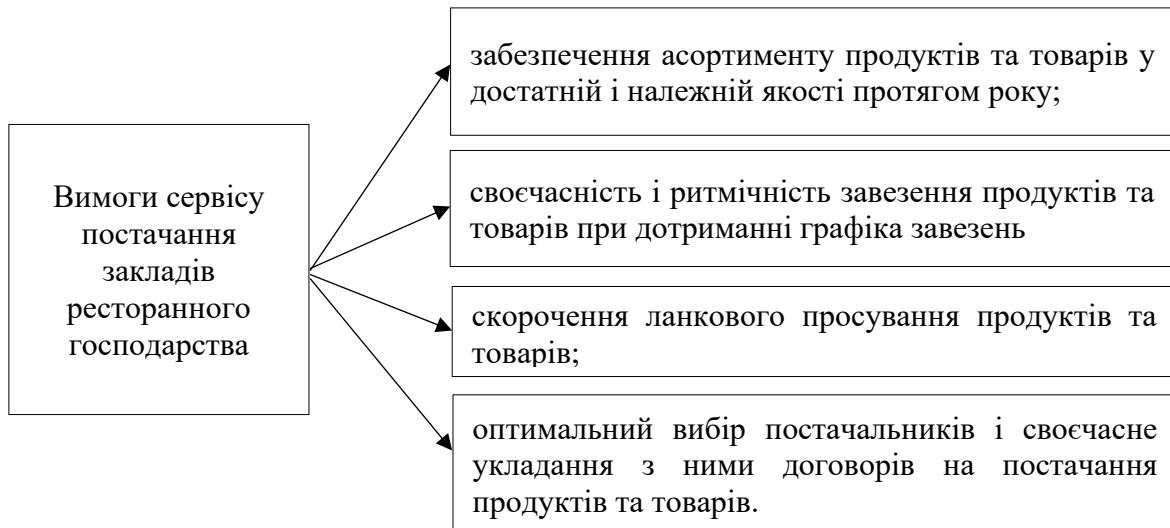 Вимоги сервісу
постачання
закладів
ресторанного
господарства
забезпечення асортименту продуктів та товарів у
достатній і належній якості протягом року;
своєчасність і ритмічність завезення продуктів та
товарів при дотриманні графіка завезень
скорочення ланкового просування продуктів та
товарів;
оптимальний вибір постачальників і своєчасне
укладання з ними договорів на постачання
продуктів та товарів.